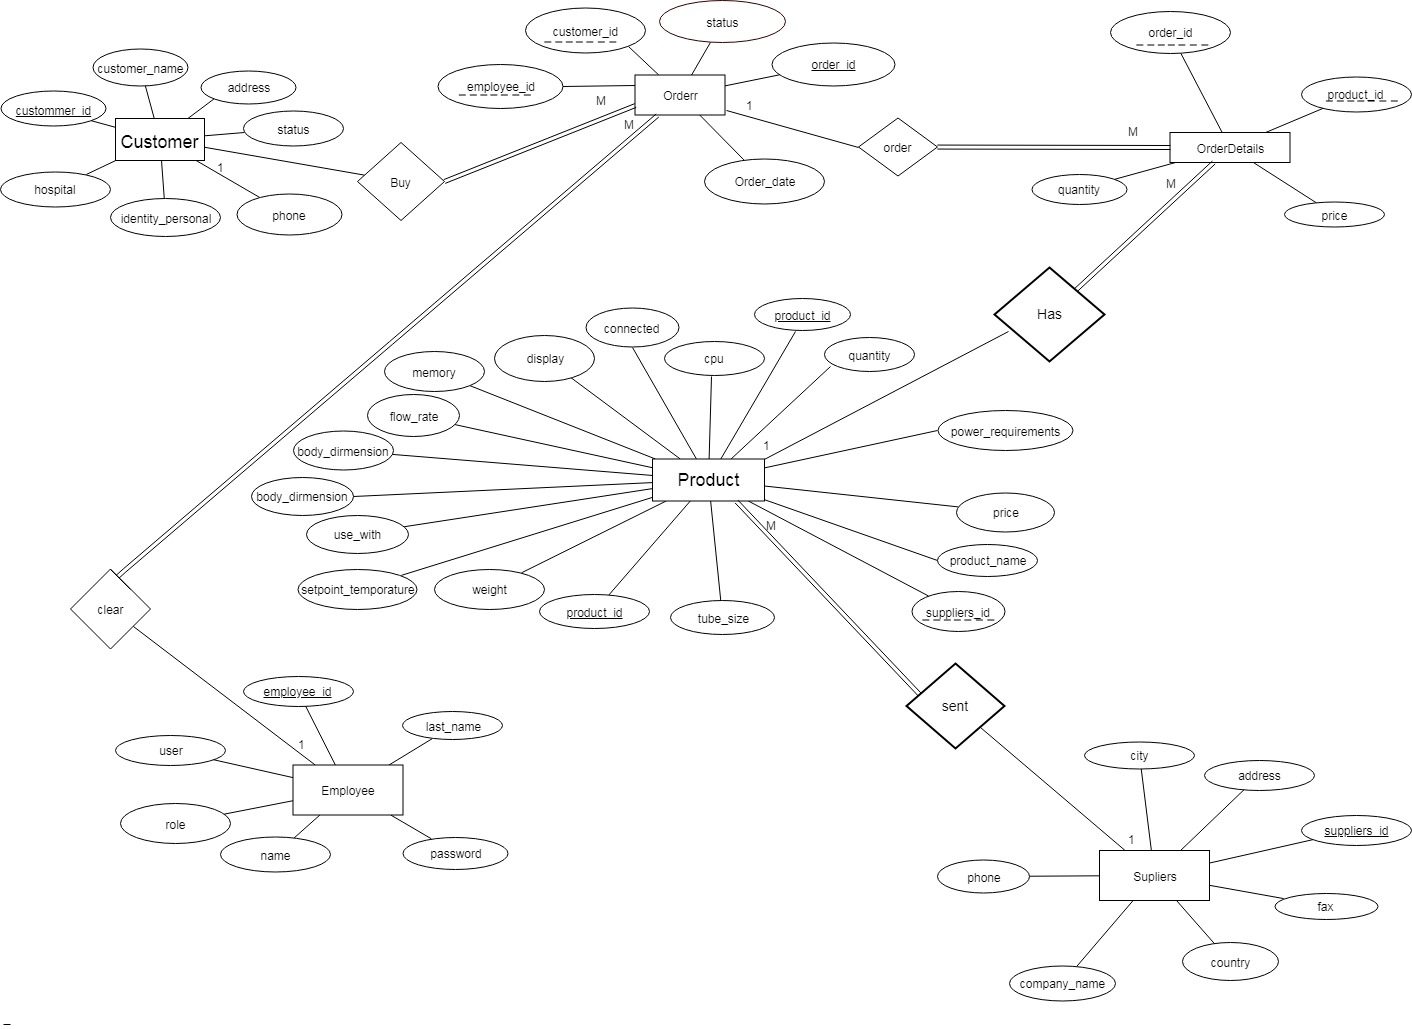 status
customer_id
order_id
order_id
customer_name
address
employee_id
Orderr
product_id
custommer_id
M
1
status
M
M
Customer
order
OrderDetails
1
Buy
M
hospital
Order_date
quantity
identity_personal
phone
price
product_id
Has
connected
display
cpu
quantity
memory
flow_rate
power_requirements
1
body_dirmension
Product
body_dirmension
price
M
use_with
product_name
setpoint_temporature
weight
clear
product_id
tube_size
suppliers_id
employee_id
sent
last_name
1
user
city
address
Employee
role
suppliers_id
1
name
password
phone
Supliers
fax
country
company_name